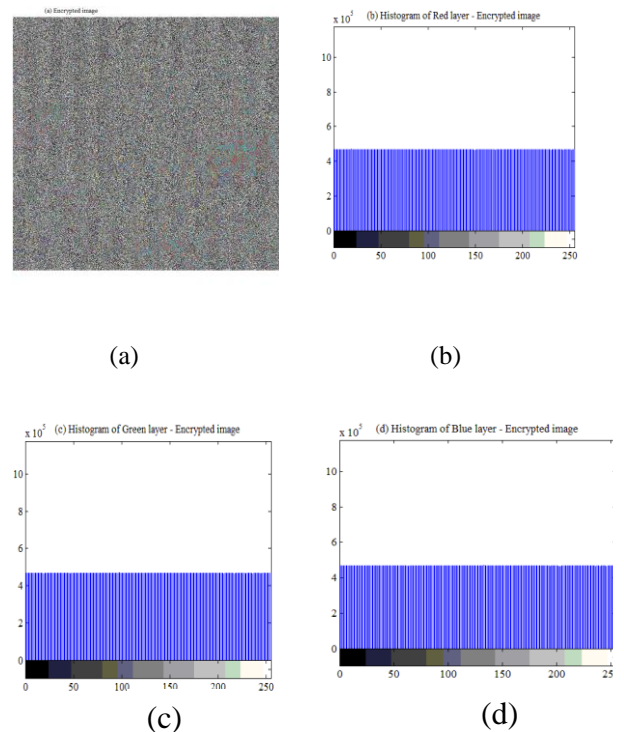 (a) Encrypted image
(b) Histogram of Red layer - Encrypted image
x 10^5
10
8
6
4
2
0
0 50 100 150 200 250
(a)
(b)
(c) Histogram of Green layer - Encrypted image
x 10^5
10
8
6
4
2
0
0 50 100 150 200 250
(d) Histogram of Blue layer - Encrypted image
x 10^5
10
8
6
4
2
0
0 50 100 150 200 25
(c)
(d)